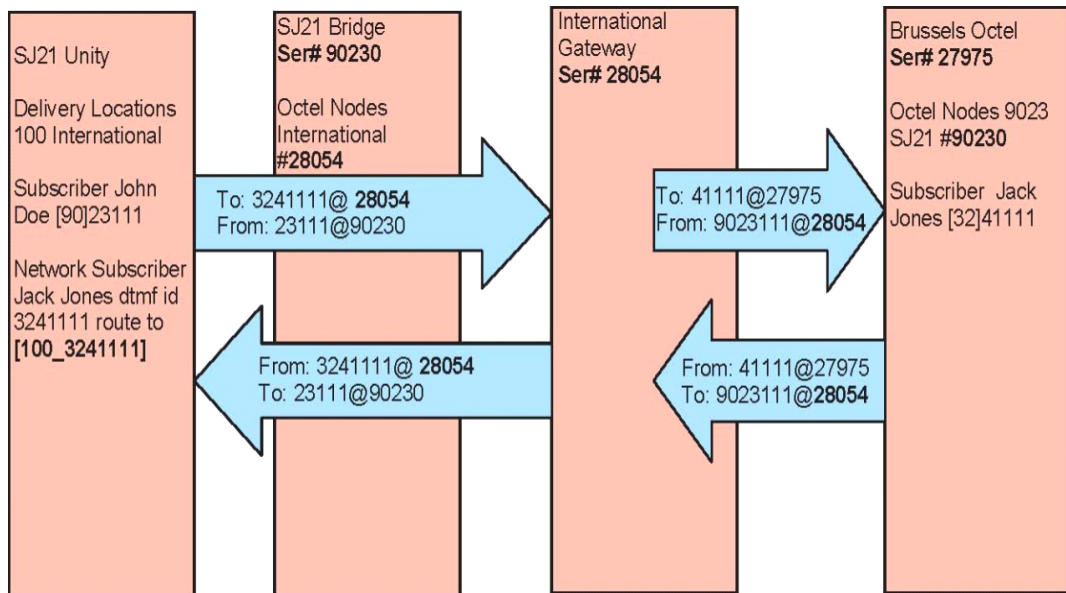 SJ21 Unity
Delivery Locations
100 International
Subscriber John
Doe [90]23111
Network Subscriber
Jack Jones dtmf id
3241111 route to
[100_3241111]
SJ21 Bridge
Ser# 90230
Octel Nodes
International
#28054
To: 3241111@ 28054
From: 23111@90230
From: 3241111@ 28054
To: 23111@90230
International
Gateway
Ser# 28054
To: 41111@27975
From: 9023111@28054
From: 41111@27975
To: 9023111@28054
Brussels Octel
Ser# 27975
Octel Nodes 9023
SJ21 #90230
Subscriber Jack
Jones [32]41111